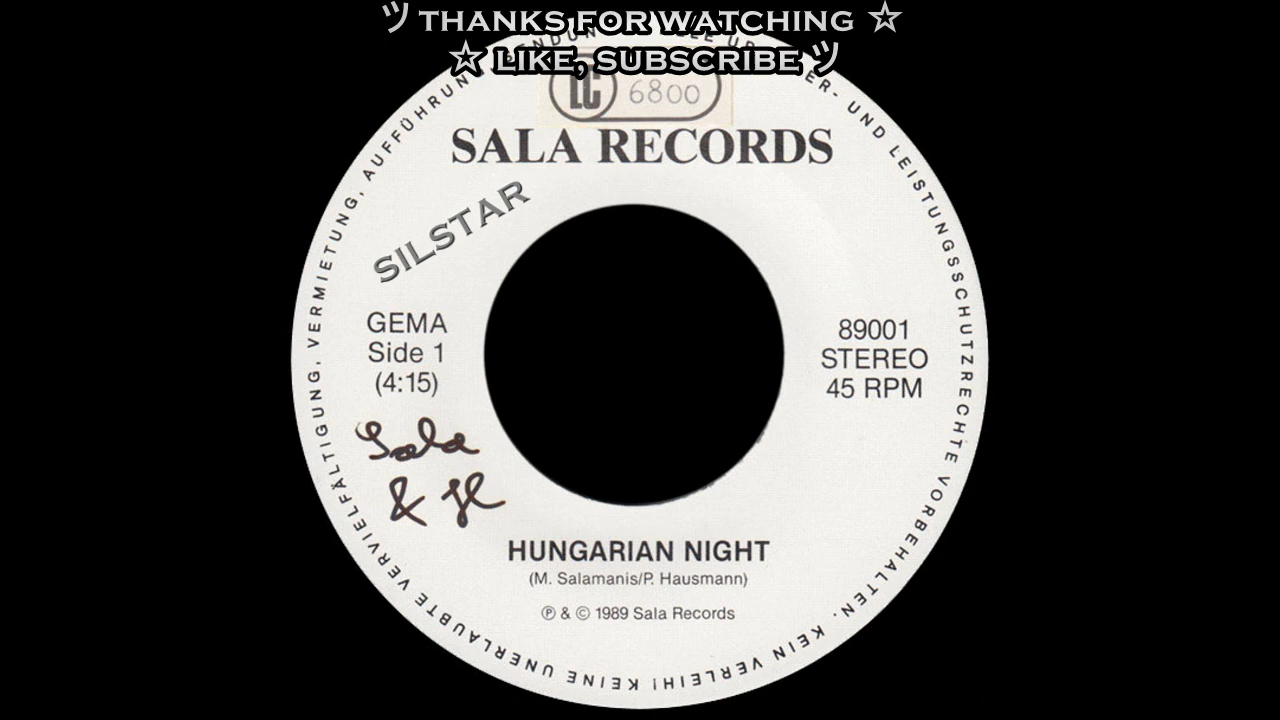 ツ THANKS FOR WATCHING ☆
☆ LIKE, SUBSCRIBE ツ
LC 6800
SALA RECORDS
SILSTAR
GEMA
Side 1
(4:15)
89001
STEREO
45 RPM
Sala
&
HUNGARIAN NIGHT
(M. Salamanis/P. Hausmann)
Ⓟ & © 1989 Sala Records
UND LEISTUNGSSCHUTZRECHTE VORBEHALTEN. KEIN VERLEIH! KEINE UNERLAUBTE VERVIELFÄLTIGUNG, VERMIETUNG, AUFFÜHRUNG,